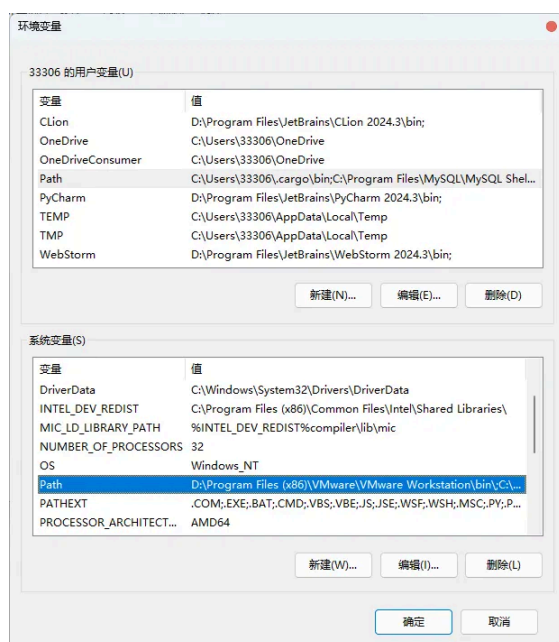 环境变量
33306 的用户变量(U)
变量 值
CLion D:\Program Files\JetBrains\CLion 2024.3\bin;
OneDrive C:\Users\33306\OneDrive
OneDriveConsumer C:\Users\33306\OneDrive
Path C:\Users\33306\.cargo\bin;C:\Program Files\MySQL\MySQL Shel...
PyCharm D:\Program Files\JetBrains\PyCharm 2024.3\bin;
TEMP C:\Users\33306\AppData\Local\Temp
TMP C:\Users\33306\AppData\Local\Temp
WebStorm D:\Program Files\JetBrains\WebStorm 2024.3\bin;
新建(N)... 编辑(E)... 删除(D)
系统变量(S)
变量 值
DriverData C:\Windows\System32\Drivers\DriverData
INTEL_DEV_REDIST C:\Program Files (x86)\Common Files\Intel\Shared Libraries\
MIC_LD_LIBRARY_PATH %INTEL_DEV_REDIST%compiler\lib\mic
NUMBER_OF_PROCESSORS 32
OS Windows_NT
Path D:\Program Files (x86)\VMware\VMware Workstation\bin\;C:\...
PATHEXT .COM;.EXE;.BAT;.CMD;.VBS;.VBE;.JS;.JSE;.WSF;.WSH;.MSC;.PY;.P...
PROCESSOR_ARCHITECT... AMD64
新建(W)... 编辑(I)... 删除(L)
确定 取消